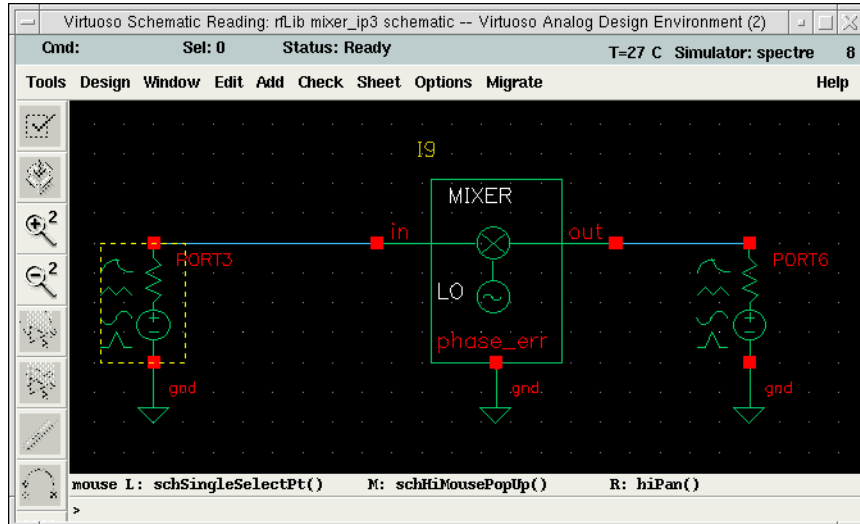 Virtuoso Schematic Reading: rfLib mixer_ip3 schematic -- Virtuoso Analog Design Environment (2)
Cmd: Sel: 0 Status: Ready T=27 C Simulator: spectre 8
Tools Design Window Edit Add Check Sheet Options Migrate Help
I9
MIXER
in out
PORT3 PORT6
2
2
LO
phase_err
gnd gnd gnd
mouse L: schSingleSelectPt() M: schHiMousePopUp() R: hiPan()
>